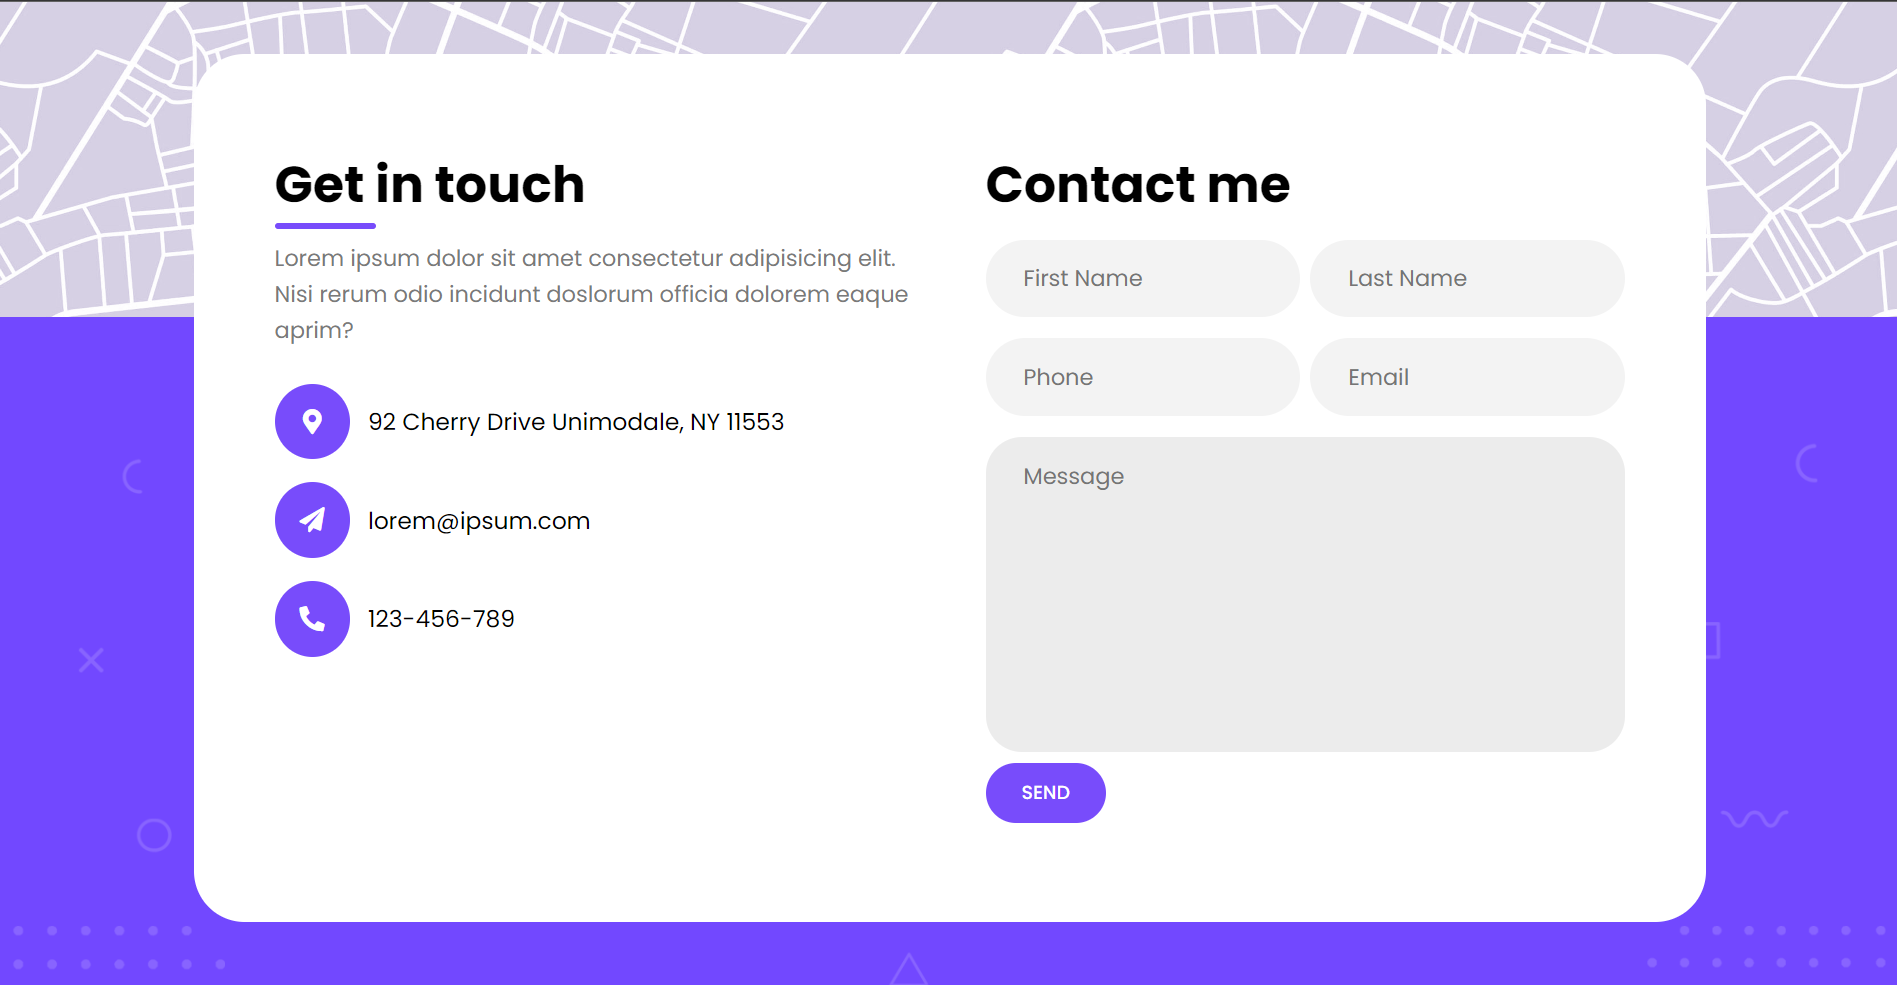 Get in touch
Lorem ipsum dolor sit amet consectetur adipisicing elit.
Nisi rerum odio incidunt doslorum officia dolorem eaque
aprim?
92 Cherry Drive Unimodale, NY 11553
lorem@ipsum.com
123-456-789
Contact me
First Name
Last Name
Phone
Email
Message
SEND